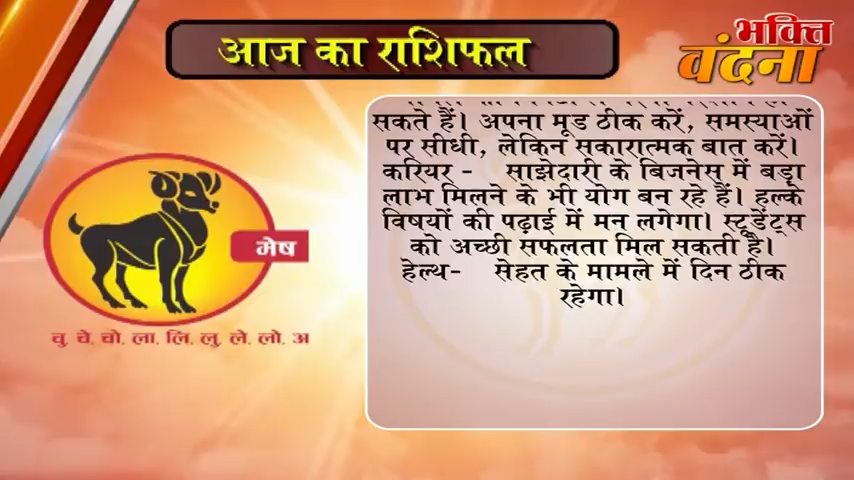 आज का राशिफल
भक्ति
वंदना
सकते हैं। अपना मूड ठीक करें, समस्याओं
पर सीधी, लेकिन सकारात्मक बात करें।
करियर - साझेदारी के बिजनेस में बड़ा
लाभ मिलने के भी योग बन रहे हैं। हल्के
विषयों की पढ़ाई में मन लगेगा। स्टूडेंट्स
को अच्छी सफलता मिल सकती है।
हेल्थ- सेहत के मामले में दिन ठीक
रहेगा।
मेष
चु, चे, चो, ला, लि, लु, ले, लो, अ